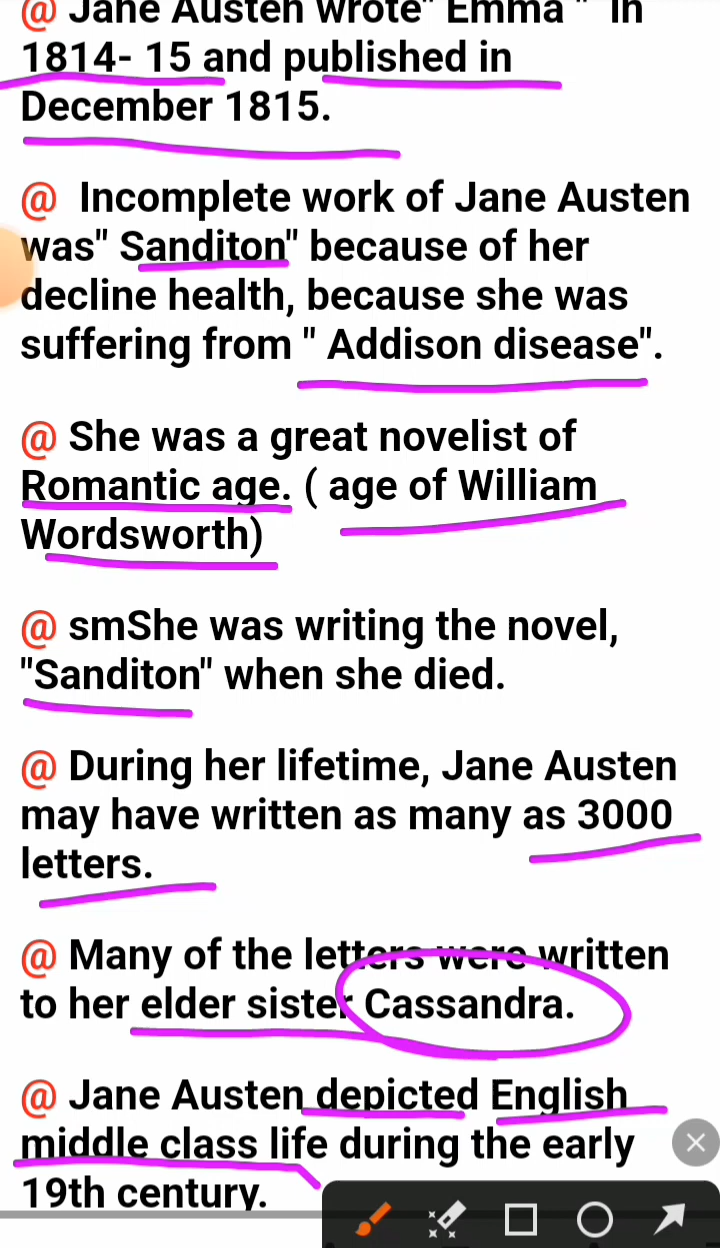 @ Jane Austen wrote" Emma " in
1814- 15 and published in
December 1815.
@ Incomplete work of Jane Austen
was" Sanditon" because of her
decline health, because she was
suffering from " Addison disease".
@ She was a great novelist of
Romantic age. ( age of William
Wordsworth)
@ smShe was writing the novel,
"Sanditon" when she died.
@ During her lifetime, Jane Austen
may have written as many as 3000
letters.
@ Many of the letters were written
to her elder sister Cassandra.
@ Jane Austen depicted English
middle class life during the early
19th century.